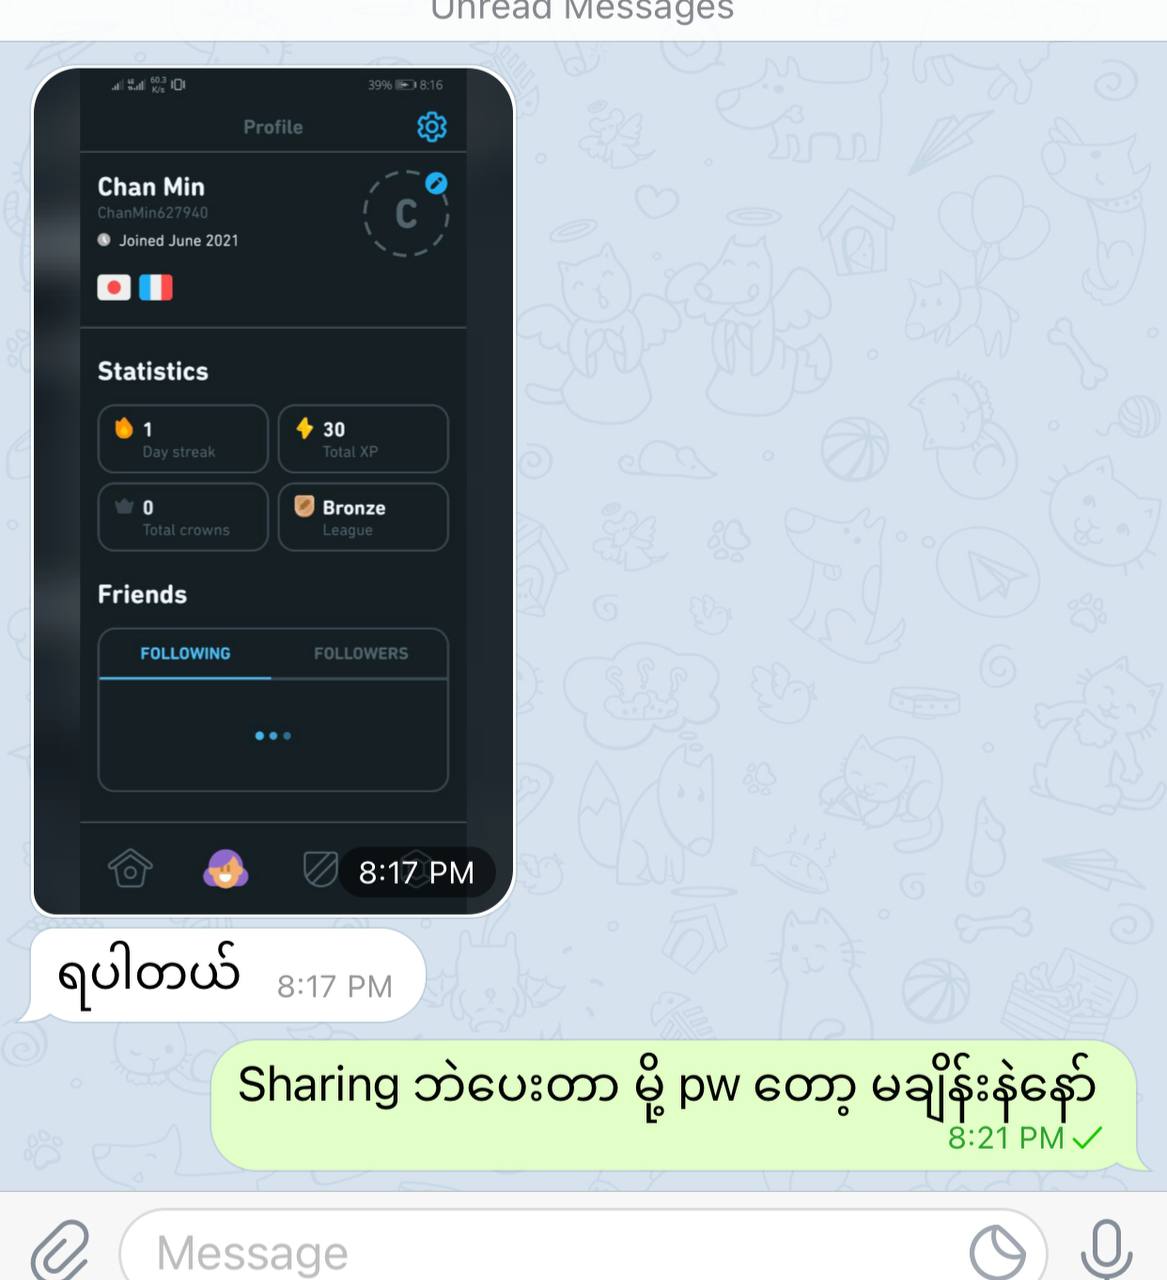 Unread Messages
60.3 K/s
39% 8:16
Profile
Chan Min
ChanMin627940
Joined June 2021
C
Statistics
1
Day streak
30
Total XP
0
Total crowns
Bronze
League
Friends
FOLLOWING FOLLOWERS
8:17 PM
ရပါတယ် 8:17 PM
Sharing ဘဲပေးတာ မို့ pw တော့ မချိန်းနဲနော်
8:21 PM
Message